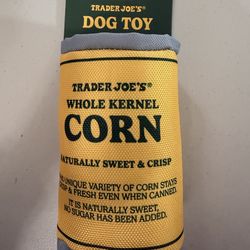 TRADER JOE'S®
DOG TOY
TRADER JOE'S®
WHOLE KERNEL
CORN
NATURALLY SWEET & CRISP
UNIQUE VARIETY OF CORN STAYS
& FRESH EVEN WHEN CANNED.
IT IS NATURALLY SWEET,
NO SUGAR HAS BEEN ADDED.